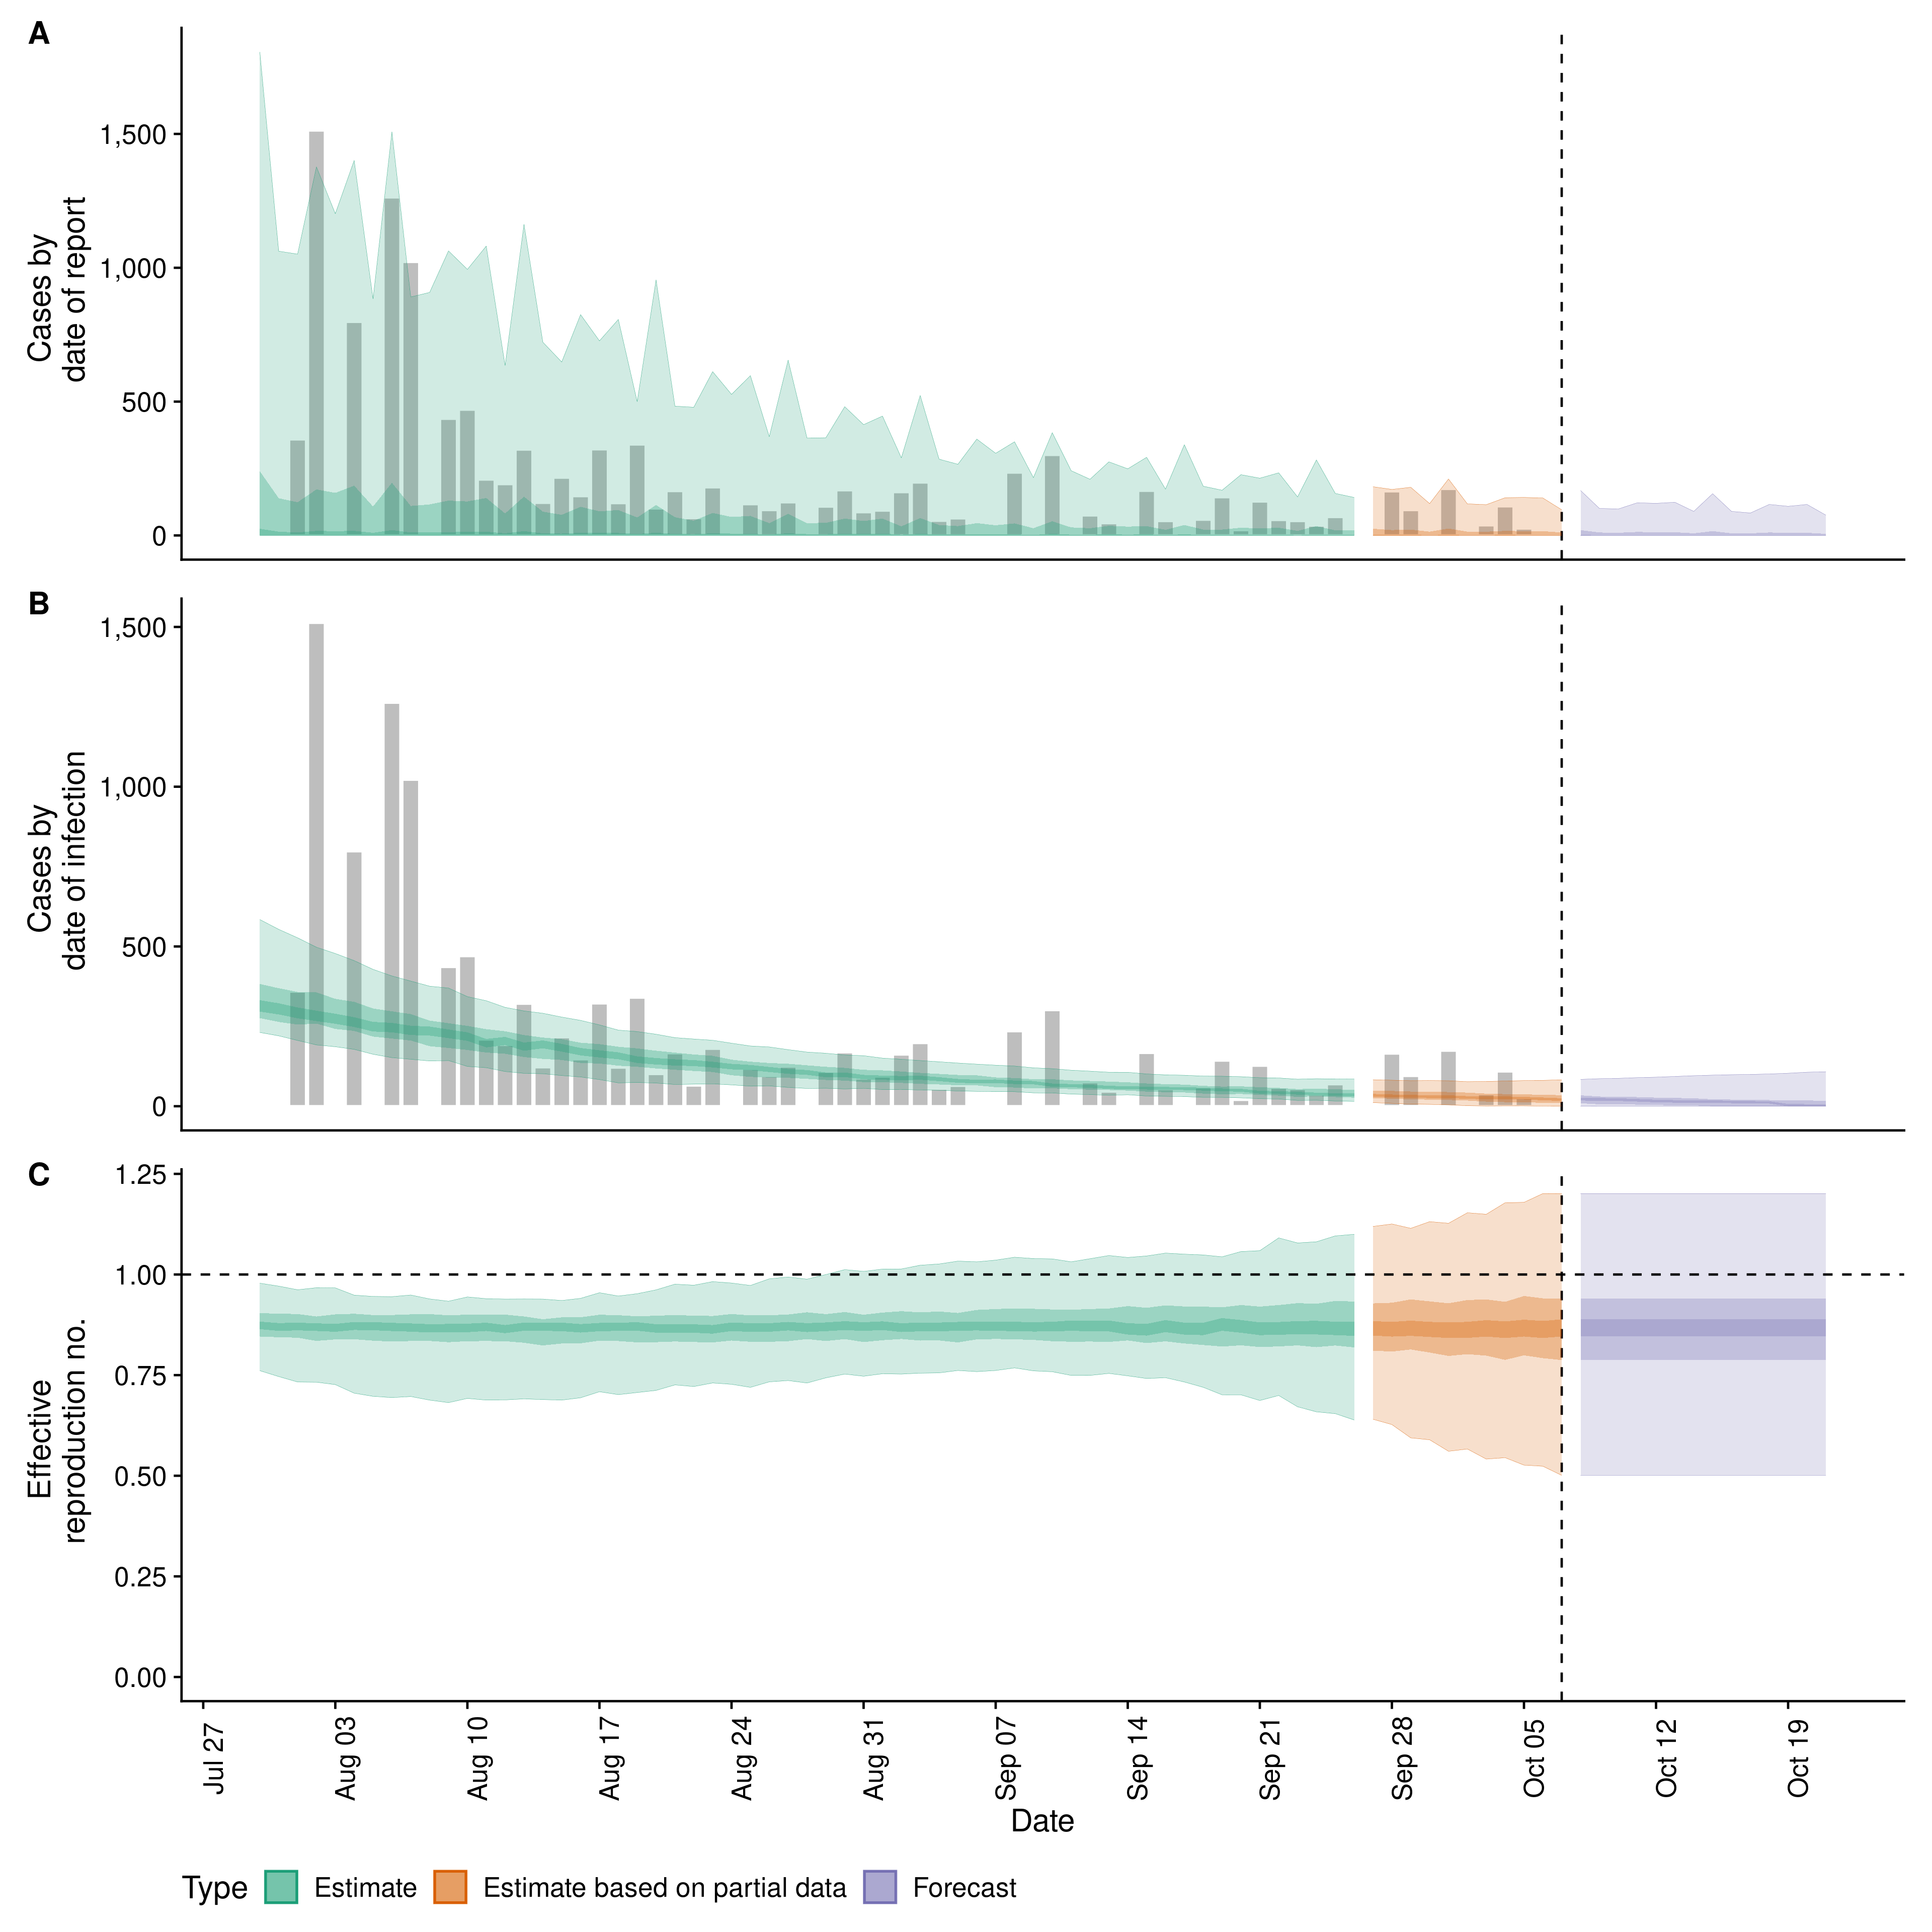 A
Cases by
date of report
1,500
1,000
500
0
B
Cases by
date of infection
1,500
1,000
500
0
C
Effective
reproduction no.
1.25
1.00
0.75
0.50
0.25
0.00
Jul 27
Aug 03
Aug 10
Aug 17
Aug 24
Aug 31
Sep 07
Sep 14
Sep 21
Sep 28
Oct 05
Oct 12
Oct 19
Date
Type Estimate Estimate based on partial data Forecast